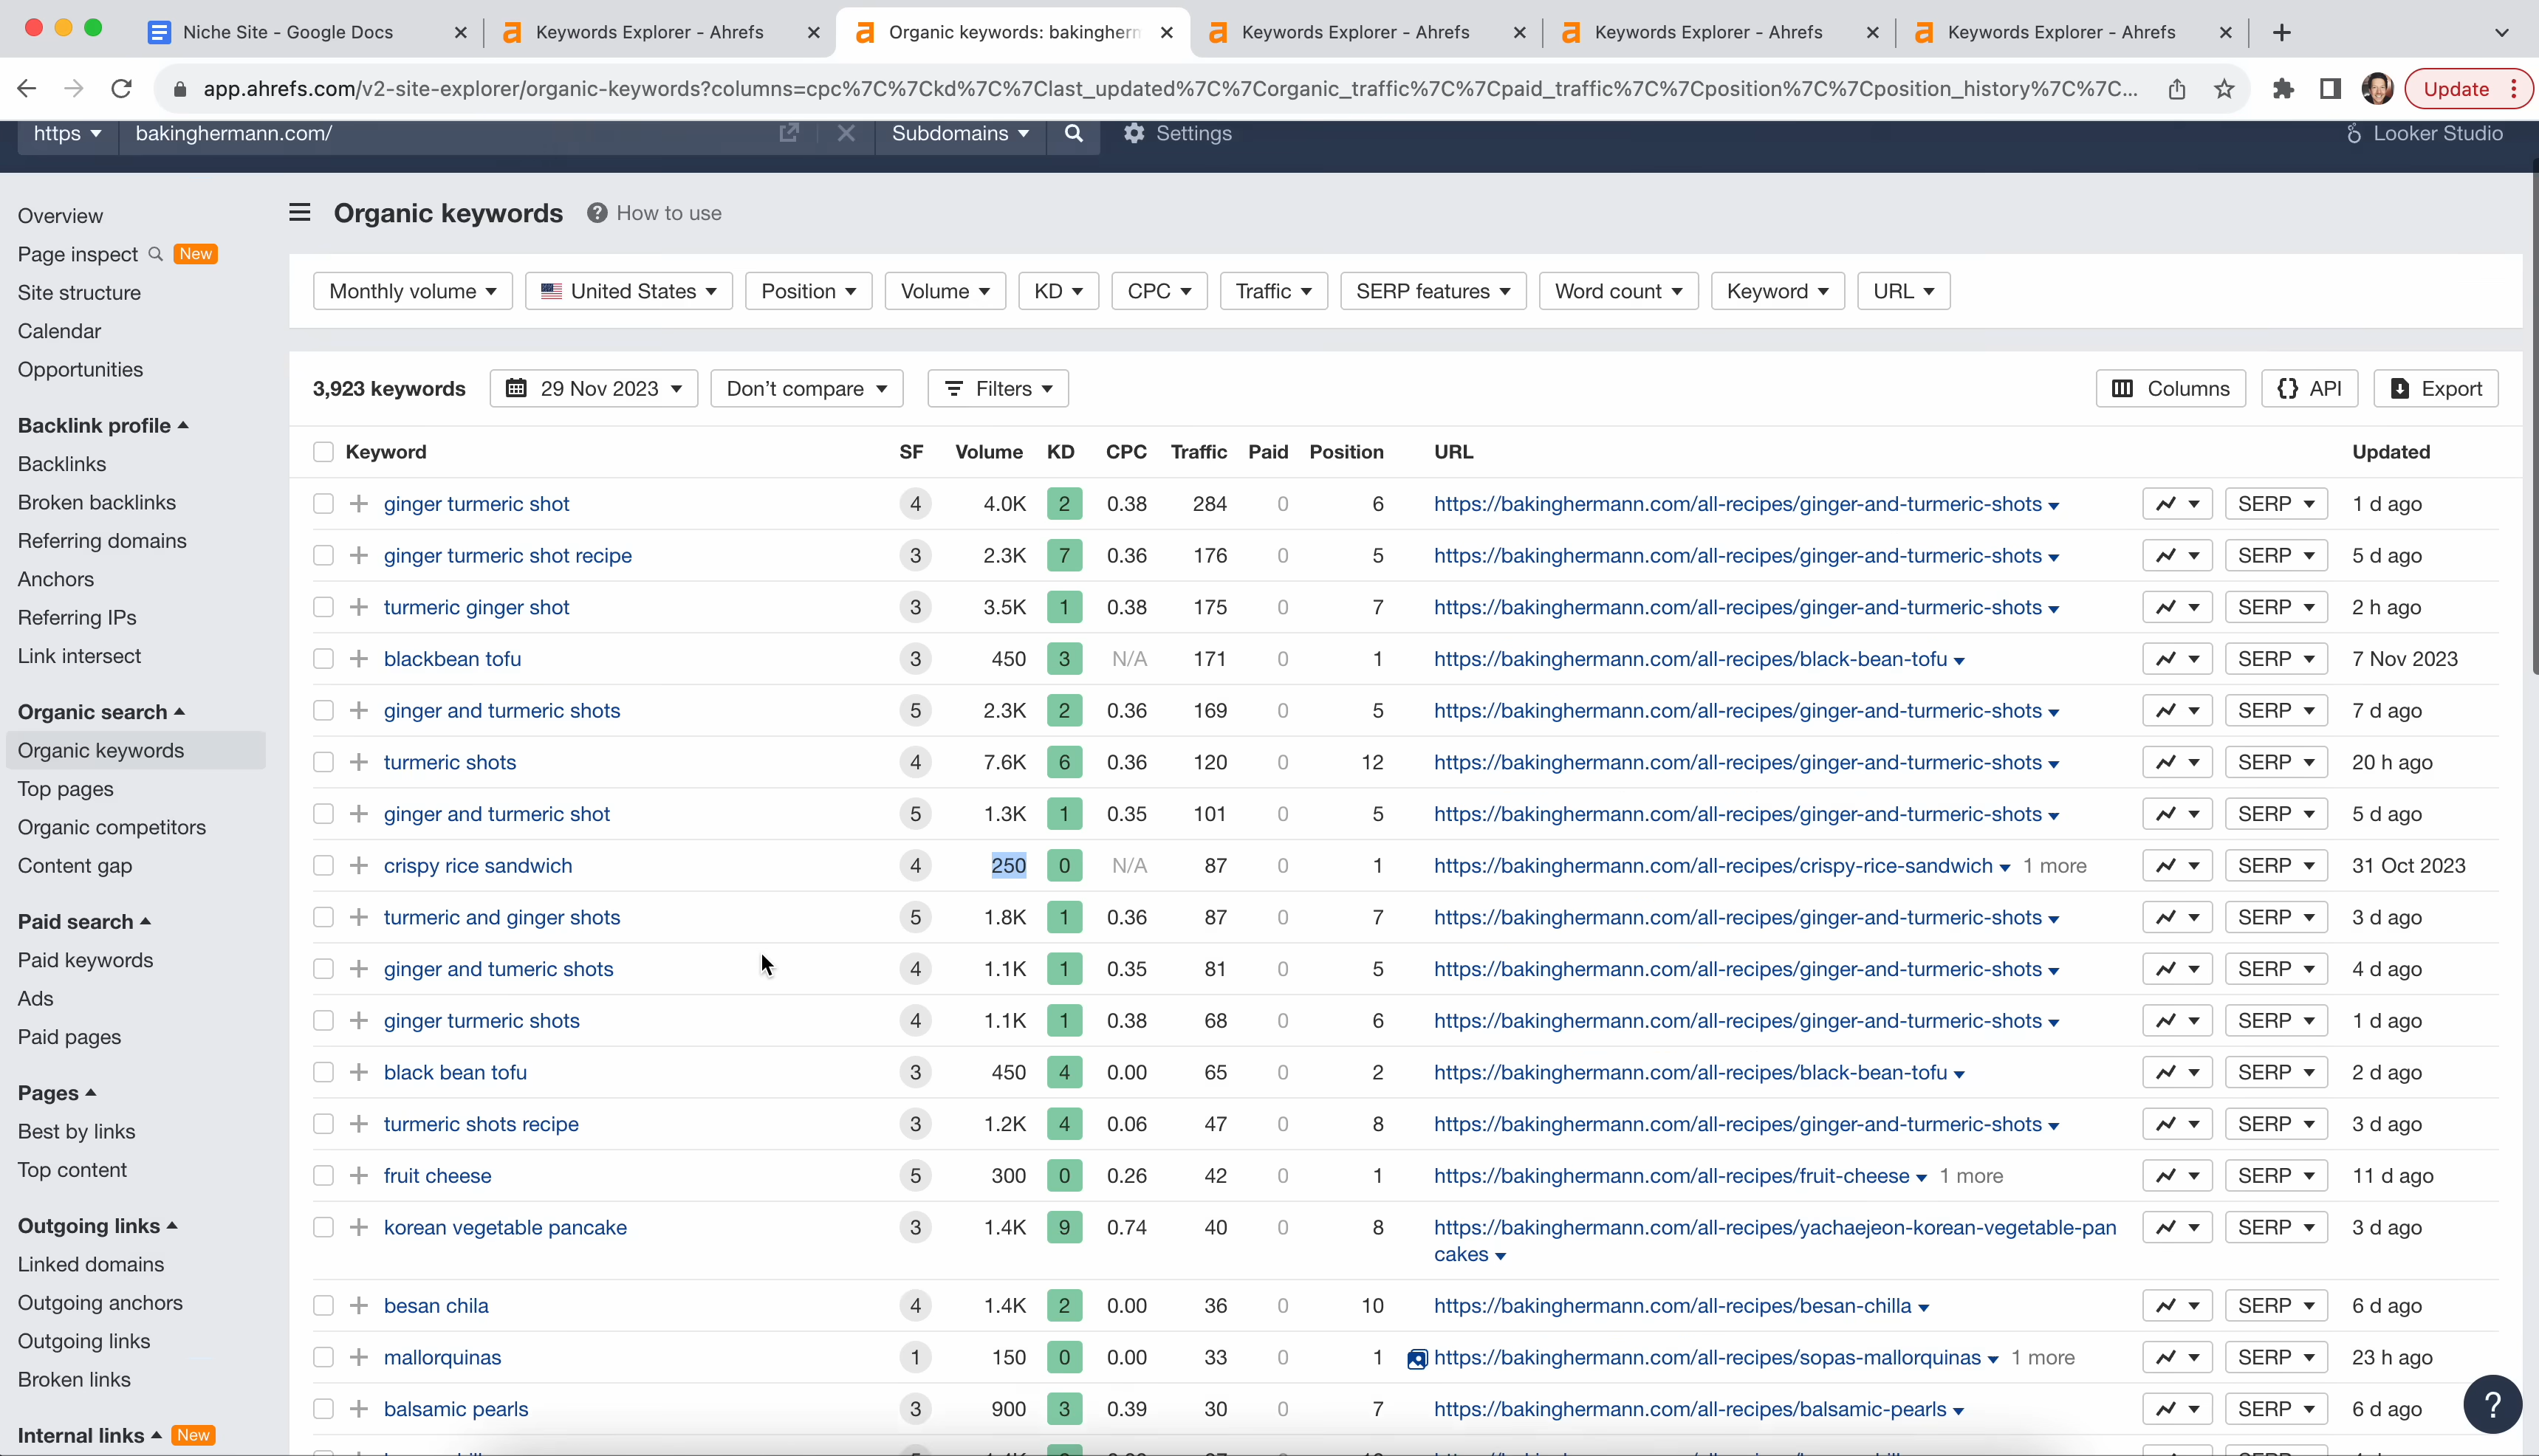 Niche Site - Google Docs
Keywords Explorer - Ahrefs
Organic keywords: bakingherm
Keywords Explorer - Ahrefs
Keywords Explorer - Ahrefs
Keywords Explorer - Ahrefs
app.ahrefs.com/v2-site-explorer/organic-keywords?columns=cpc%7C%7Ckd%7C%7Clast_updated%7C%7Corganic_traffic%7C%7Cpaid_traffic%7C%7Cposition%7C%7Cposition_history%7C%7C...
Update
https bakinghermann.com/ Subdomains Settings Looker Studio
Overview
Page inspect New
Site structure
Calendar
Opportunities
Backlink profile
Backlinks
Broken backlinks
Referring domains
Anchors
Referring IPs
Link intersect
Organic search
Organic keywords
Top pages
Organic competitors
Content gap
Paid search
Paid keywords
Ads
Paid pages
Pages
Best by links
Top content
Outgoing links
Linked domains
Outgoing anchors
Outgoing links
Broken links
Internal links New
Organic keywords ? How to use
Monthly volume United States Position Volume KD CPC Traffic SERP features Word count Keyword URL
3,923 keywords 29 Nov 2023 Don't compare Filters Columns {} API Export
Keyword SF Volume KD CPC Traffic Paid Position URL Updated
ginger turmeric shot 4 4.0K 2 0.38 284 0 6 https://bakinghermann.com/all-recipes/ginger-and-turmeric-shots SERP 1 d ago
ginger turmeric shot recipe 3 2.3K 7 0.36 176 0 5 https://bakinghermann.com/all-recipes/ginger-and-turmeric-shots SERP 5 d ago
turmeric ginger shot 3 3.5K 1 0.38 175 0 7 https://bakinghermann.com/all-recipes/ginger-and-turmeric-shots SERP 2 h ago
blackbean tofu 3 450 3 N/A 171 0 1 https://bakinghermann.com/all-recipes/black-bean-tofu SERP 7 Nov 2023
ginger and turmeric shots 5 2.3K 2 0.36 169 0 5 https://bakinghermann.com/all-recipes/ginger-and-turmeric-shots SERP 7 d ago
turmeric shots 4 7.6K 6 0.36 120 0 12 https://bakinghermann.com/all-recipes/ginger-and-turmeric-shots SERP 20 h ago
ginger and turmeric shot 5 1.3K 1 0.35 101 0 5 https://bakinghermann.com/all-recipes/ginger-and-turmeric-shots SERP 5 d ago
crispy rice sandwich 4 250 0 N/A 87 0 1 https://bakinghermann.com/all-recipes/crispy-rice-sandwich 1 more SERP 31 Oct 2023
turmeric and ginger shots 5 1.8K 1 0.36 87 0 7 https://bakinghermann.com/all-recipes/ginger-and-turmeric-shots SERP 3 d ago
ginger and tumeric shots 4 1.1K 1 0.35 81 0 5 https://bakinghermann.com/all-recipes/ginger-and-turmeric-shots SERP 4 d ago
ginger turmeric shots 4 1.1K 1 0.38 68 0 6 https://bakinghermann.com/all-recipes/ginger-and-turmeric-shots SERP 1 d ago
black bean tofu 3 450 4 0.00 65 0 2 https://bakinghermann.com/all-recipes/black-bean-tofu SERP 2 d ago
turmeric shots recipe 3 1.2K 4 0.06 47 0 8 https://bakinghermann.com/all-recipes/ginger-and-turmeric-shots SERP 3 d ago
fruit cheese 5 300 0 0.26 42 0 1 https://bakinghermann.com/all-recipes/fruit-cheese 1 more SERP 11 d ago
korean vegetable pancake 3 1.4K 9 0.74 40 0 8 https://bakinghermann.com/all-recipes/yachaejeon-korean-vegetable-pan SERP 3 d ago
cakes
besan chila 4 1.4K 2 0.00 36 0 10 https://bakinghermann.com/all-recipes/besan-chilla SERP 6 d ago
mallorquinas 1 150 0 0.00 33 0 1 https://bakinghermann.com/all-recipes/sopas-mallorquinas 1 more SERP 23 h ago
balsamic pearls 3 900 3 0.39 30 0 7 https://bakinghermann.com/all-recipes/balsamic-pearls SERP 6 d ago
?